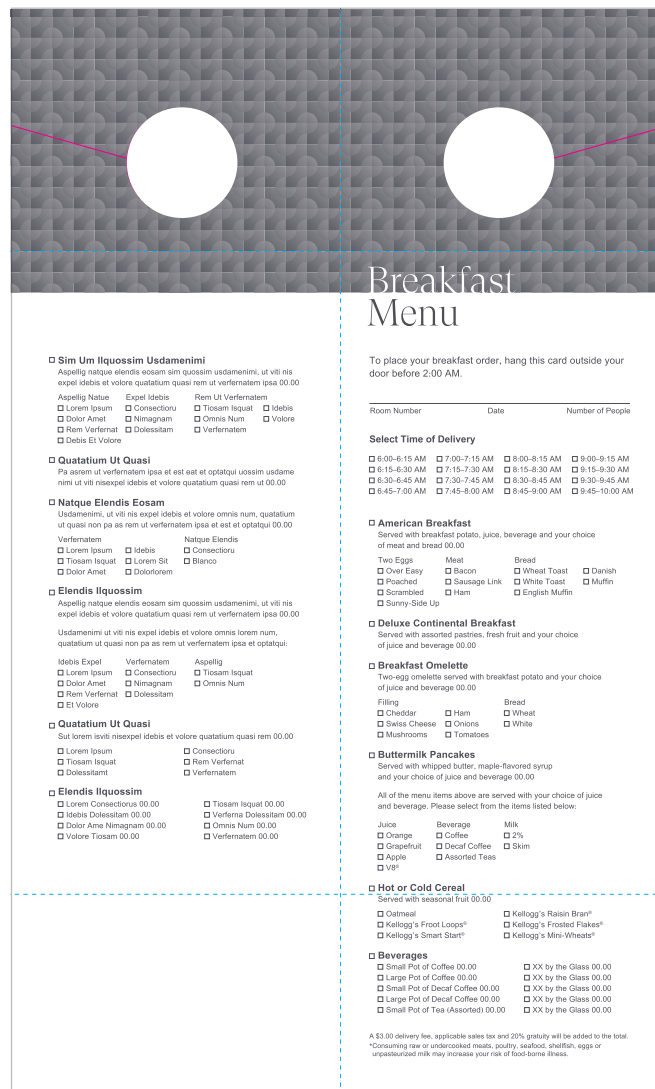 Breakfast
Menu
Sim Um Ilquossim Usdamenimi
Aspellig natque elendis eosam sim quossim usdamenimi, ut viti nis
expel idebis et volore quatatium quasi rem ut verfernatem ipsa 00.00
Aspellig Natue Expel Idebis Rem Ut Verfernatem
Lorem Ipsum Consectioru Tiosam Isquat Idebis
Dolor Amet Nimagnam Omnis Num Volore
Rem Verfernat Dolessitam Verfernatem
Debis Et Volore
Quatatium Ut Quasi
Pa asrem ut verfernatem ipsa et est eat et optatqui uossim usdame
nimi ut viti nisexpel idebis et volore quatatium quasi rem ut 00.00
Natque Elendis Eosam
Usdamenimi, ut viti nis expel idebis et volore omnis num, quatatium
ut quasi non pa as rem ut verfernatem ipsa et est et optatqui 00.00
Verfernatem Natque Elendis
Lorem Ipsum Idebis Consectioru
Tiosam Isquat Lorem Sit Blanco
Dolor Amet Dolorlorem
Elendis Ilquossim
Aspellig natque elendis eosam sim quossim usdamenimi, ut viti nis
expel idebis et volore quatatium quasi rem ut verfernatem ipsa 00.00
Usdamenimi ut viti nis expel idebis et volore omnis lorem num,
quatatium ut quasi non pa as rem ut verfernatem ipsa et optatqui:
Idebis Expel Verfernatem Aspellig
Lorem Ipsum Consectioru Tiosam Isquat
Dolor Amet Nimagnam Omnis Num
Rem Verfernat Dolessitam
Et Volore
Quatatium Ut Quasi
Sut lorem isviti nisexpel idebis et volore quatatium quasi rem 00.00
Lorem Ipsum Consectioru
Tiosam Isquat Rem Verfernat
Dolessitamt Verfernatem
Elendis Ilquossim
Lorem Consectiorus 00.00 Tiosam Isquat 00.00
Idebis Dolessitam 00.00 Verferna Dolessitam 00.00
Dolor Ame Nimagnam 00.00 Omnis Num 00.00
Volore Tiosam 00.00 Verfernatem 00.00
To place your breakfast order, hang this card outside your
door before 2:00 AM.
Room Number Date Number of People
Select Time of Delivery
6:00–6:15 AM 7:00–7:15 AM 8:00–8:15 AM 9:00–9:15 AM
6:15–6:30 AM 7:15–7:30 AM 8:15–8:30 AM 9:15–9:30 AM
6:30–6:45 AM 7:30–7:45 AM 8:30–8:45 AM 9:30–9:45 AM
6:45–7:00 AM 7:45–8:00 AM 8:45–9:00 AM 9:45–10:00 AM
American Breakfast
Served with breakfast potato, juice, beverage and your choice
of meat and bread 00.00
Two Eggs Meat Bread
Over Easy Bacon Wheat Toast Danish
Poached Sausage Link White Toast Muffin
Scrambled Ham English Muffin
Sunny-Side Up
Deluxe Continental Breakfast
Served with assorted pastries, fresh fruit and your choice
of juice and beverage 00.00
Breakfast Omelette
Two-egg omelette served with breakfast potato and your choice
of juice and beverage 00.00
Filling Bread
Cheddar Ham Wheat
Swiss Cheese Onions White
Mushrooms Tomatoes
Buttermilk Pancakes
Served with whipped butter, maple-flavored syrup
and your choice of juice and beverage 00.00
All of the menu items above are served with your choice of juice
and beverage. Please select from the items listed below:
Juice Beverage Milk
Orange Coffee 2%
Grapefruit Decaf Coffee Skim
Apple Assorted Teas
V8®
Hot or Cold Cereal
Served with seasonal fruit 00.00
Oatmeal Kellogg's Raisin Bran®
Kellogg's Froot Loops® Kellogg's Frosted Flakes®
Kellogg's Smart Start® Kellogg's Mini-Wheats®
Beverages
Small Pot of Coffee 00.00 XX by the Glass 00.00
Large Pot of Coffee 00.00 XX by the Glass 00.00
Small Pot of Decaf Coffee 00.00 XX by the Glass 00.00
Large Pot of Decaf Coffee 00.00 XX by the Glass 00.00
Small Pot of Tea (Assorted) 00.00 XX by the Glass 00.00
A $3.00 delivery fee, applicable sales tax and 20% gratuity will be added to the total.
*Consuming raw or undercooked meats, poultry, seafood, shellfish, eggs or
unpasteurized milk may increase your risk of food-borne illness.